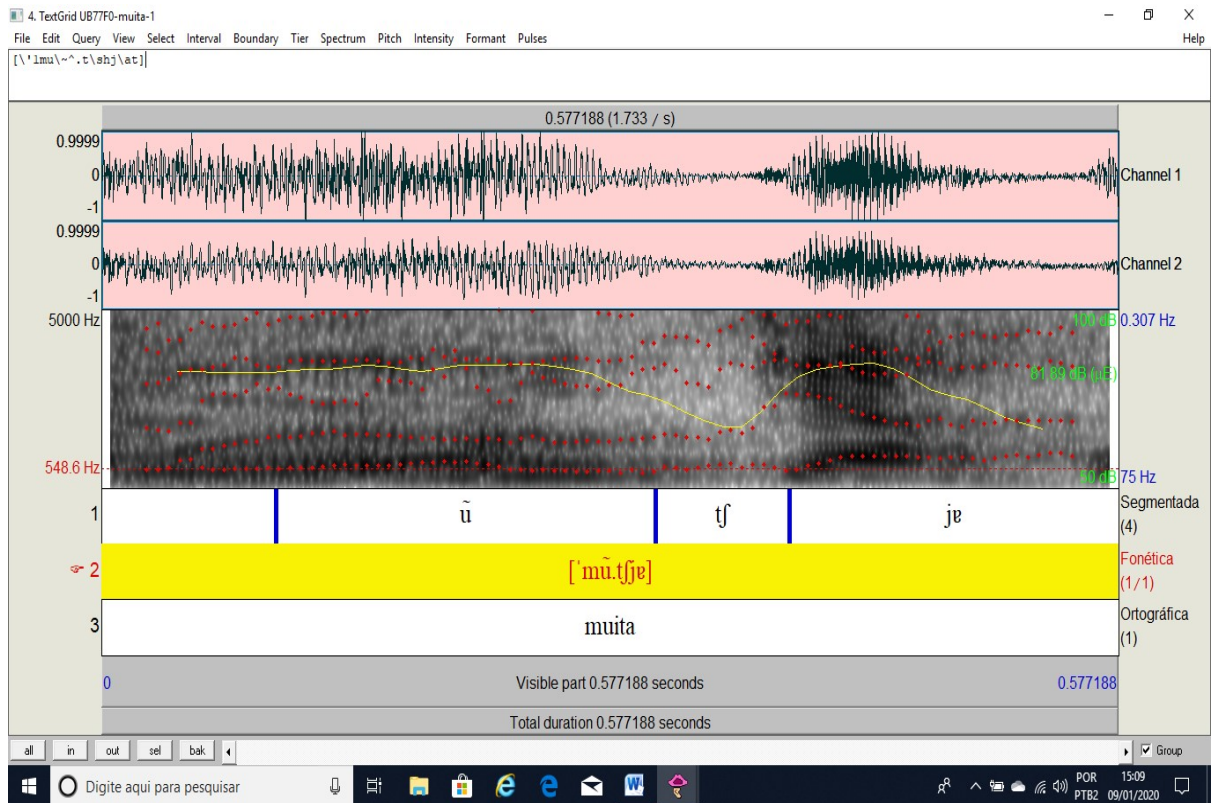 4. TextGrid UB77F0-muita-1
File Edit Query View Select Interval Boundary Tier Spectrum Pitch Intensity Formant Pulses Help
[\'1mu\~^.t\shj\at]
0.577188 (1.733 / s)
0.9999
0
-1
Channel 1
0.9999
0
-1
Channel 2
5000 Hz
100 dB 0.307 Hz
81.89 dB (µE)
548.6 Hz
50 dB 75 Hz
1 ũ tʃ jɐ Segmentada
(4)
☞ 2 [ˈmũ.tʃjɐ] Fonética
(1/1)
3 muita Ortográfica
(1)
0 Visible part 0.577188 seconds 0.577188
Total duration 0.577188 seconds
all in out sel bak Group
Digite aqui para pesquisar
POR 15:09
PTB2 09/01/2020